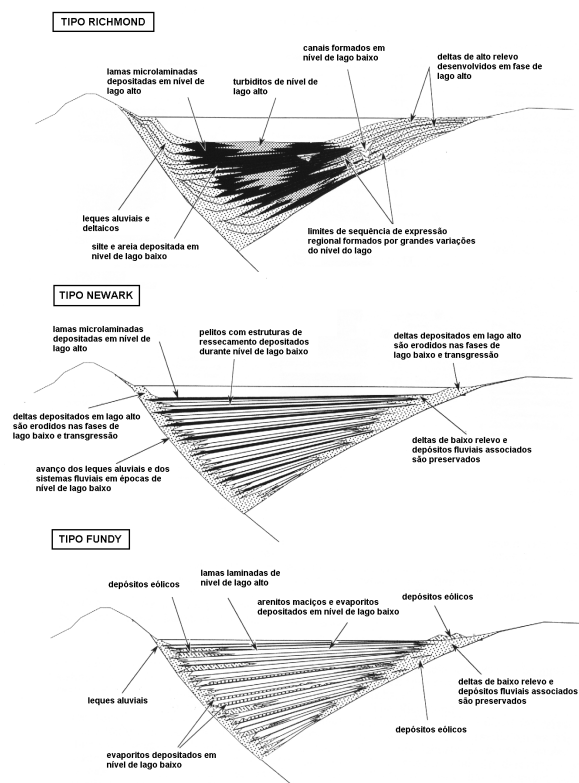 TIPO RICHMOND
canais formados em
nível de lago baixo
deltas de alto relevo
desenvolvidos em fase de
lago alto
lamas microlaminadas
depositadas em nível de
lago alto
turbiditos de nível de
lago alto
leques aluviais e
deltaicos
silte e areia depositada em
nível de lago baixo
limites de sequência de expressão
regional formados por grandes variações
do nível do lago
TIPO NEWARK
lamas microlaminadas
depositadas em nível de
lago alto
pelitos com estruturas de
ressecamento depositados
durante nível de lago baixo
deltas depositados em lago alto
são erodidos nas fases de
lago baixo e transgressão
deltas depositados em lago alto
são erodidos nas fases de
lago baixo e transgressão
avanço dos leques aluviais e dos
sistemas fluviais em épocas de
nível de lago baixo
deltas de baixo relevo e
depósitos fluviais associados
são preservados
TIPO FUNDY
depósitos eólicos
lamas laminadas de
nível de lago alto
arenitos maciços e evaporitos
depositados em nível de lago baixo
depósitos eólicos
leques aluviais
deltas de baixo relevo e
depósitos fluviais associados
são preservados
depósitos eólicos
evaporitos depositados em
nível de lago baixo